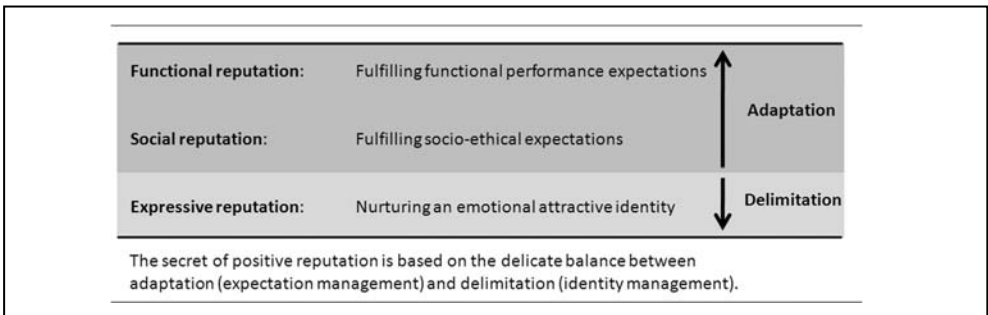 Functional reputation: Fulfilling functional performance expectations
Adaptation
Social reputation: Fulfilling socio-ethical expectations
Expressive reputation: Nurturing an emotional attractive identity Delimitation
The secret of positive reputation is based on the delicate balance between
adaptation (expectation management) and delimitation (identity management).